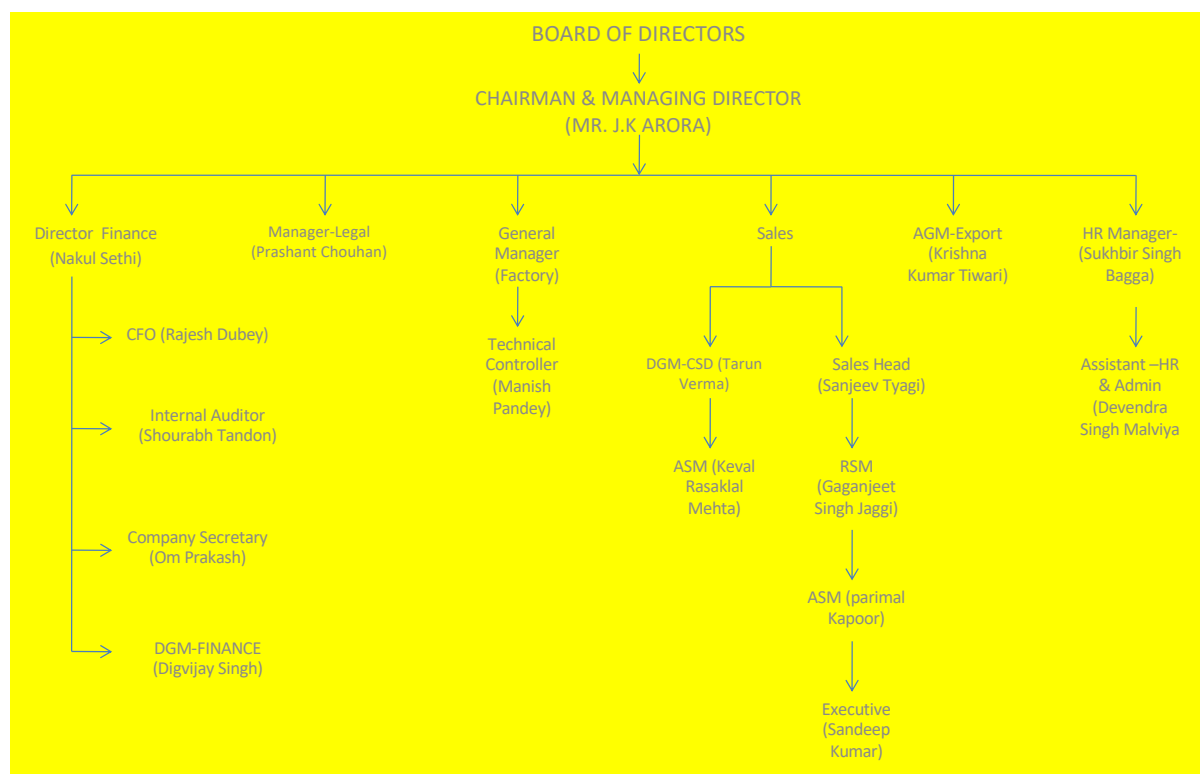 BOARD OF DIRECTORS
CHAIRMAN & MANAGING DIRECTOR
(MR. J.K ARORA)
Director Finance
(Nakul Sethi)
Manager-Legal
(Prashant Chouhan)
General
Manager
(Factory)
Sales
AGM-Export
(Krishna
Kumar Tiwari)
HR Manager-
(Sukhbir Singh
Bagga)
CFO (Rajesh Dubey)
Technical
Controller
(Manish
Pandey)
DGM-CSD (Tarun
Verma)
Sales Head
(Sanjeev Tyagi)
Assistant –HR
& Admin
(Devendra
Singh Malviya
Internal Auditor
(Shourabh Tandon)
ASM (Keval
Rasaklal
Mehta)
RSM
(Gaganjeet
Singh Jaggi)
Company Secretary
(Om Prakash)
ASM (parimal
Kapoor)
DGM-FINANCE
(Digvijay Singh)
Executive
(Sandeep
Kumar)